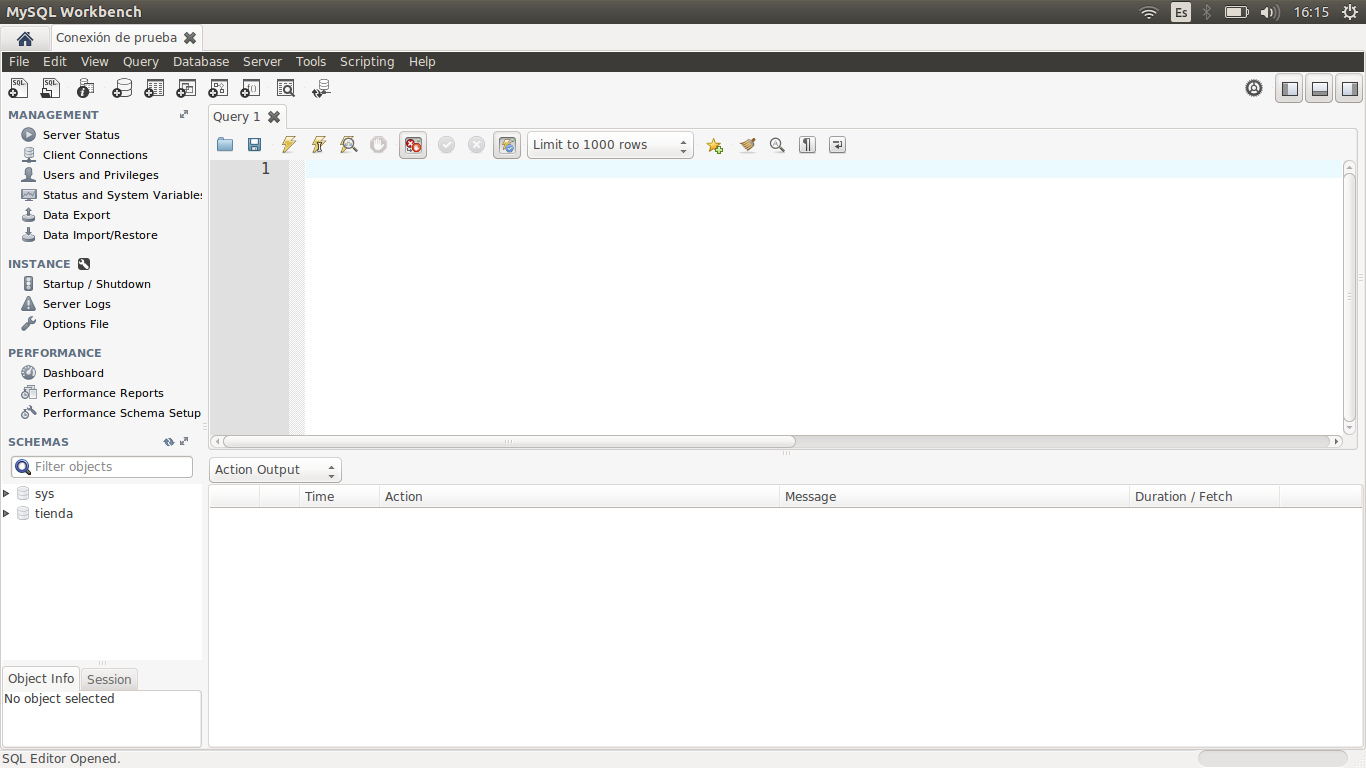 MySQL Workbench
Es
16:15
Conexión de prueba
File Edit View Query Database Server Tools Scripting Help
SQL SQL
MANAGEMENT
Server Status
Client Connections
Users and Privileges
Status and System Variables
Data Export
Data Import/Restore
INSTANCE
Startup / Shutdown
Server Logs
Options File
PERFORMANCE
Dashboard
Performance Reports
Performance Schema Setup
SCHEMAS
Filter objects
sys
tienda
Object Info Session
No object selected
Query 1
Limit to 1000 rows
1
Action Output
Time Action Message Duration / Fetch
SQL Editor Opened.